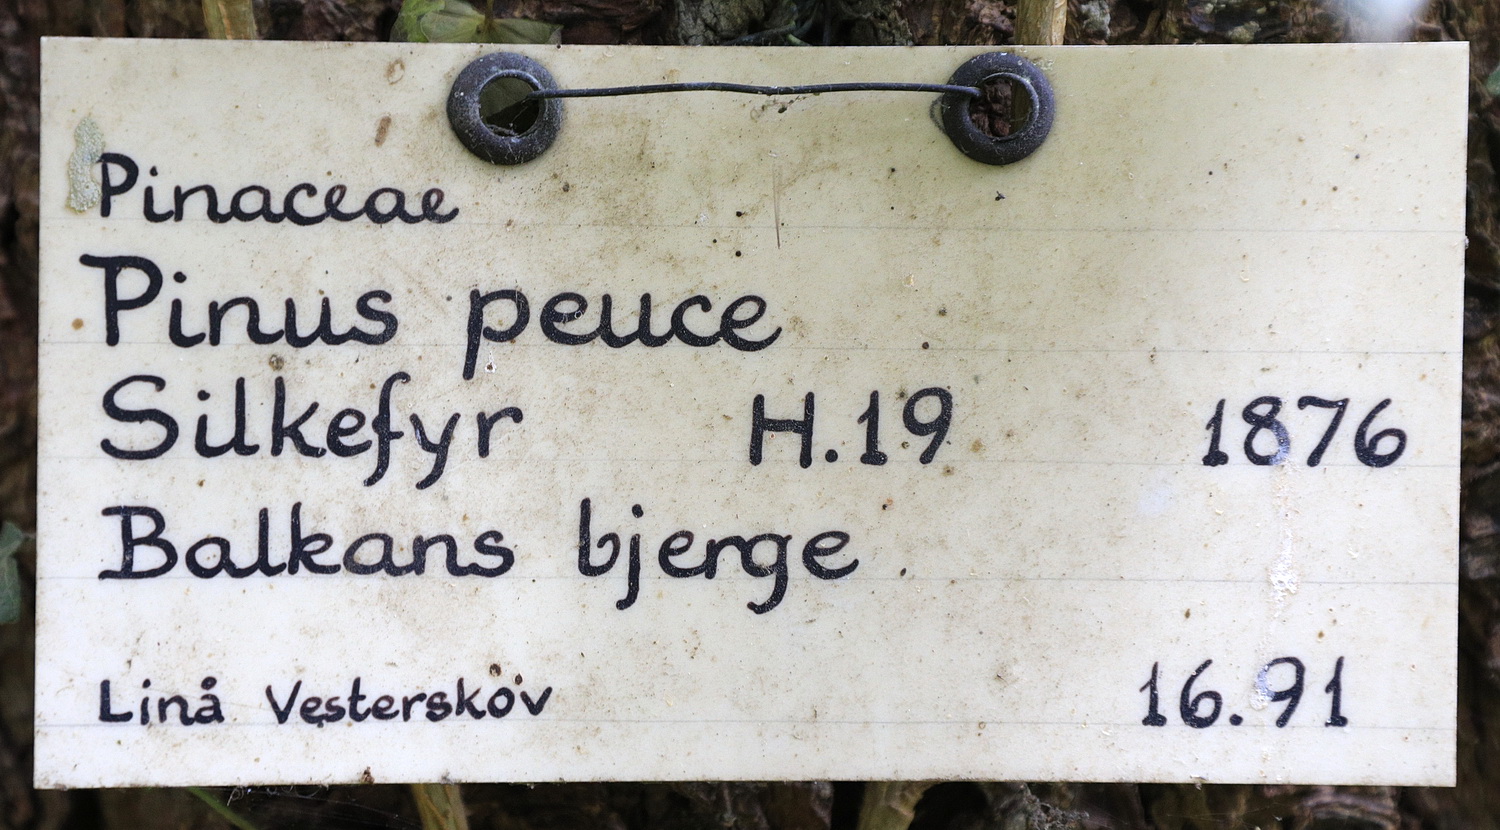 Pinaceae
Pinus peuce
Silkefyr H.19 1876
Balkans bjerge
Linå Vesterskov 16.91